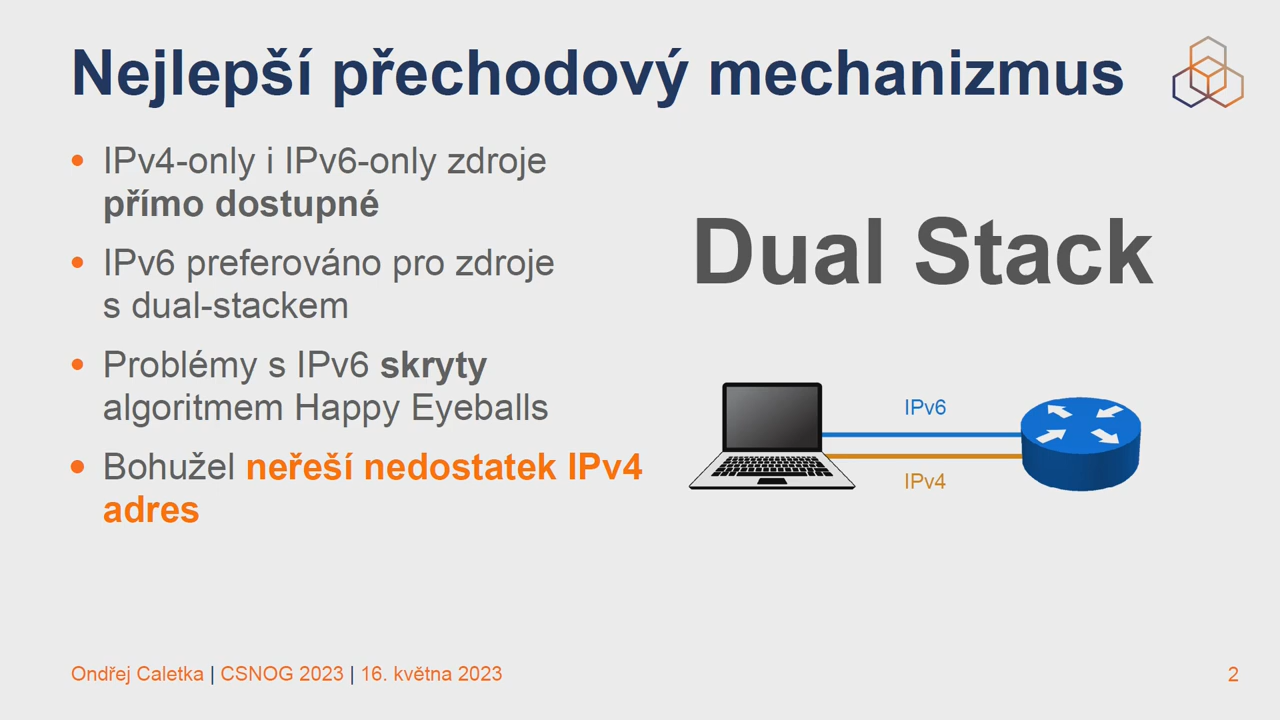 Nejlepší přechodový mechanizmus
• IPv4-only i IPv6-only zdroje
přímo dostupné
• IPv6 preferováno pro zdroje
s dual-stackem
• Problémy s IPv6 skryty
algoritmem Happy Eyeballs
• Bohužel neřeší nedostatek IPv4
adres
Dual Stack
IPv6
IPv4
Ondřej Caletka | CSNOG 2023 | 16. května 2023
2